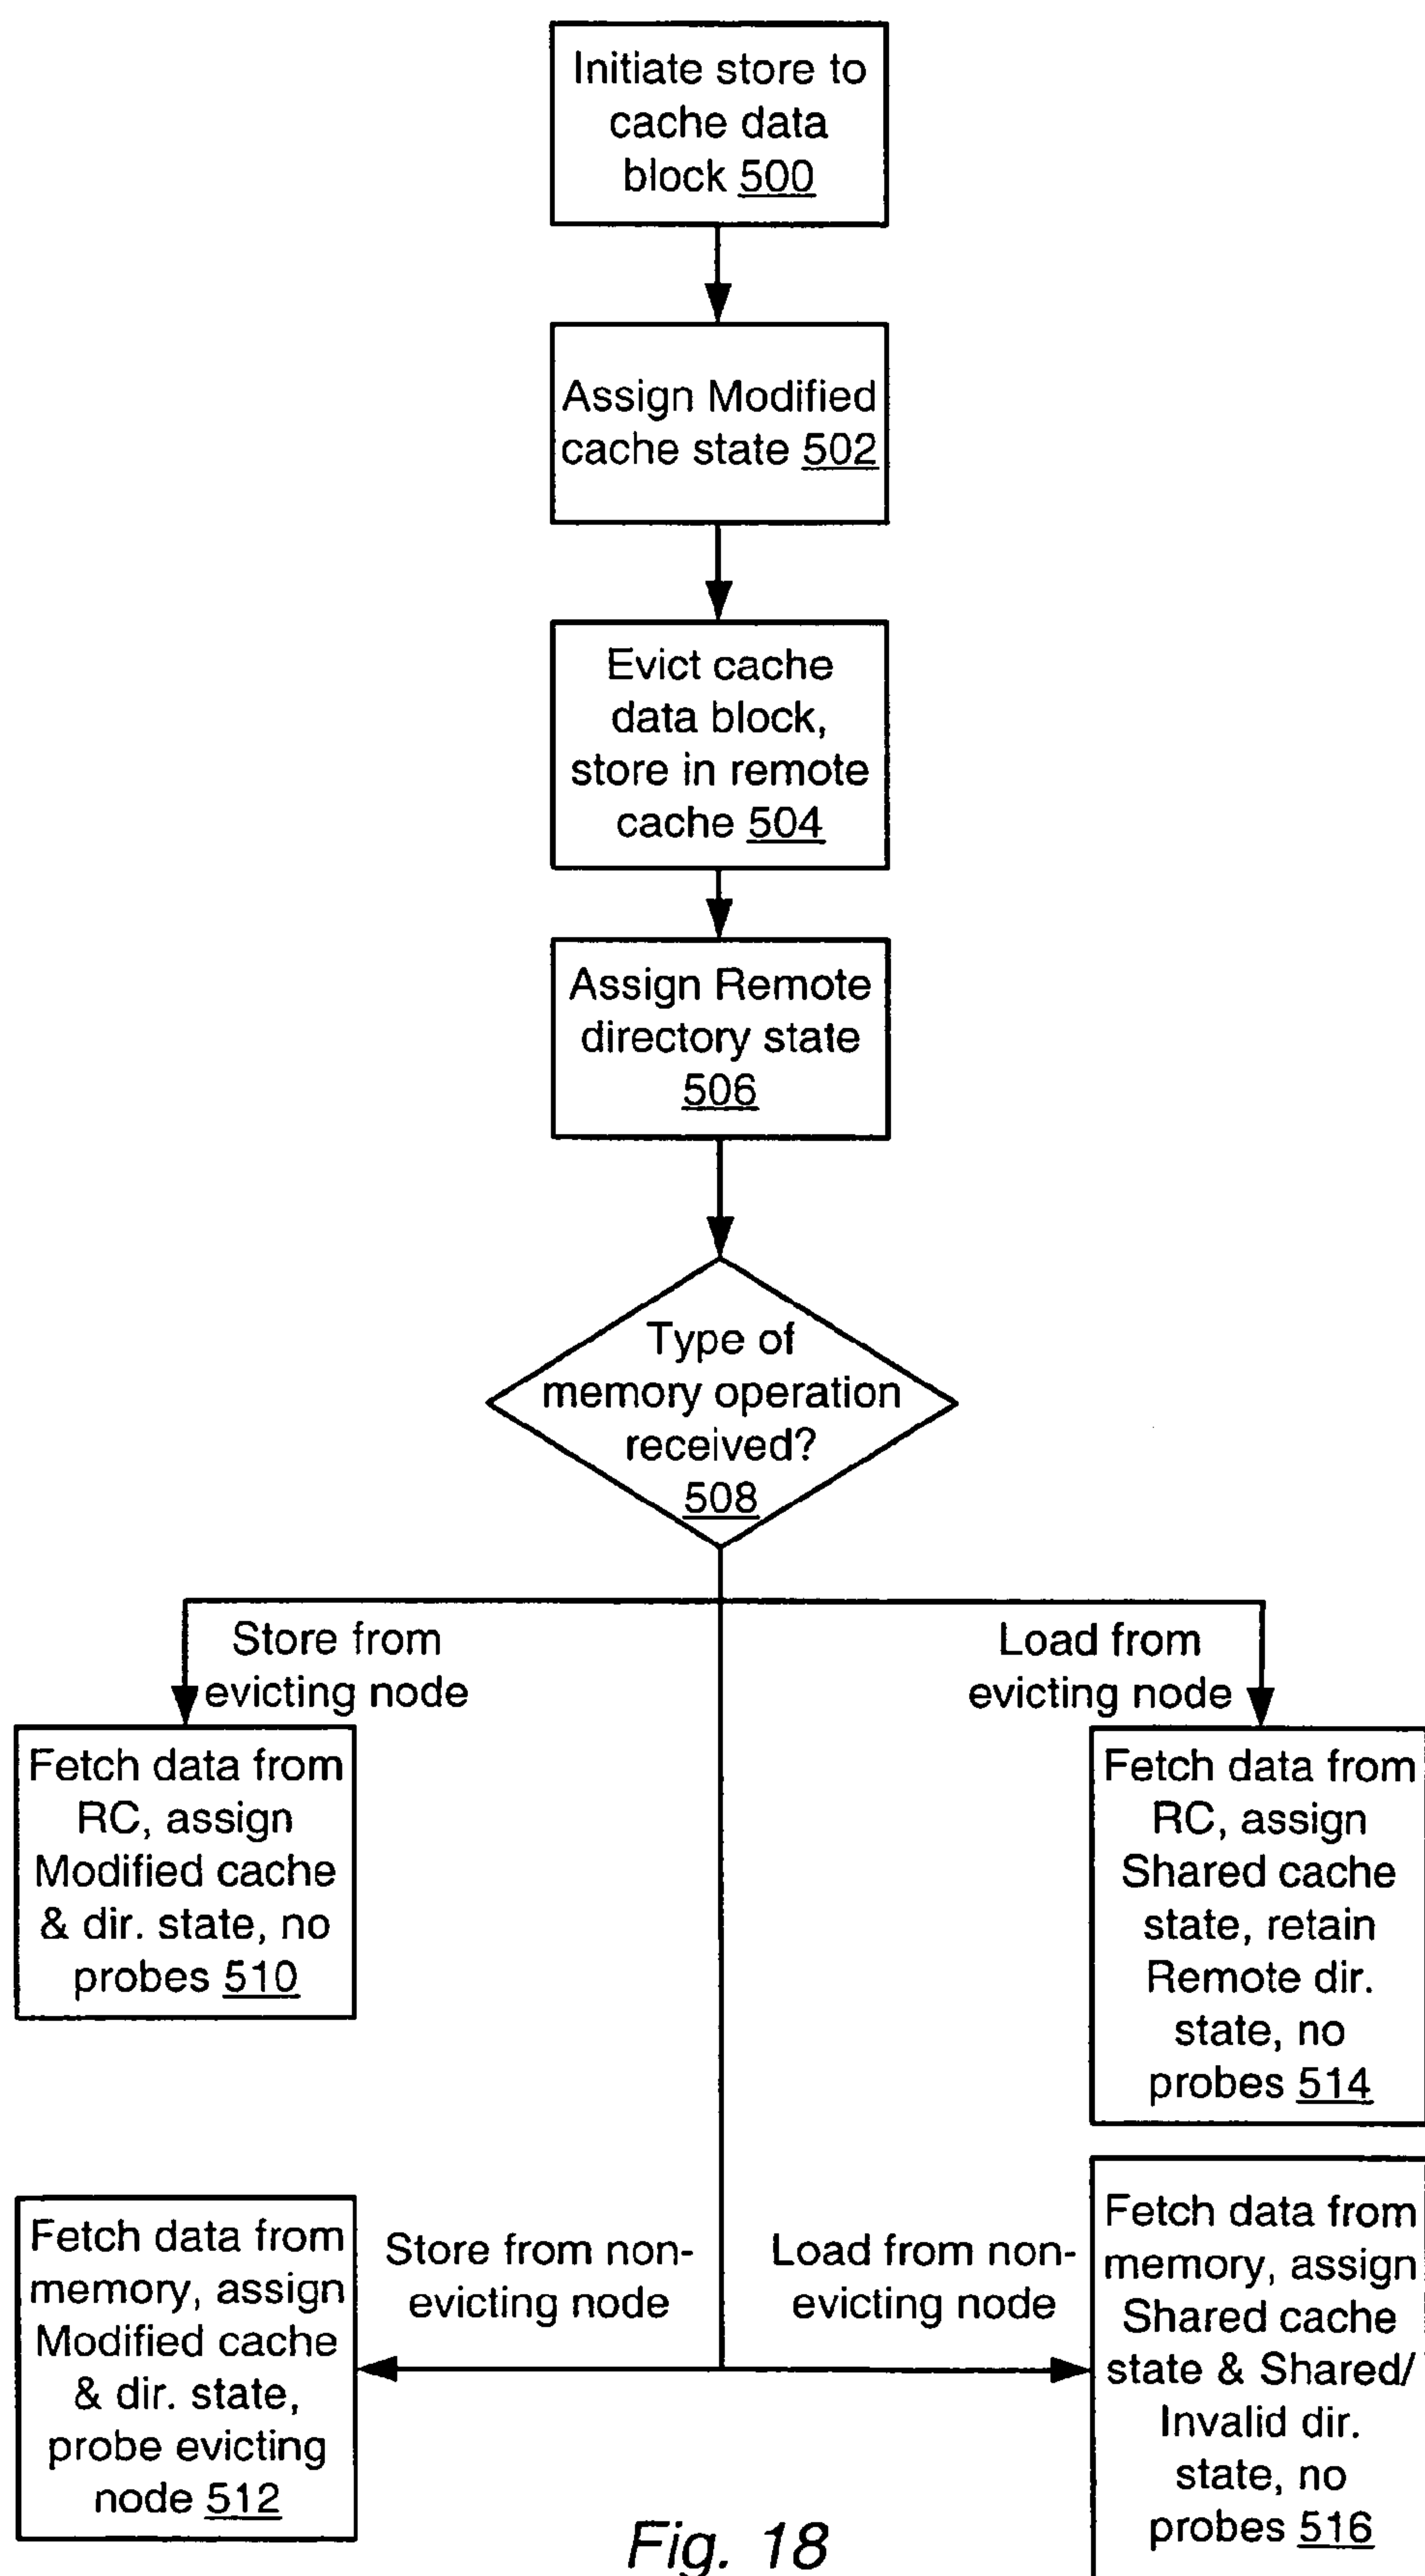 Initiate store to
cache data
block 500
Assign Modified
cache state 502
Evict cache
data block,
store in remote
cache 504
Assign Remote
directory state
506
Type of
memory operation
received?
508
Store from
evicting node
Load from
evicting node
Fetch data from
RC, assign
Modified cache
& dir. state, no
probes 510
Fetch data from
RC, assign
Shared cache
state, retain
Remote dir.
state, no
probes 514
Fetch data from
memory, assign
Modified cache
& dir. state,
probe evicting
node 512
Store from non-
evicting node
Load from non-
evicting node
Fetch data from
memory, assign
Shared cache
state & Shared/
Invalid dir.
state, no
probes 516
Fig. 18